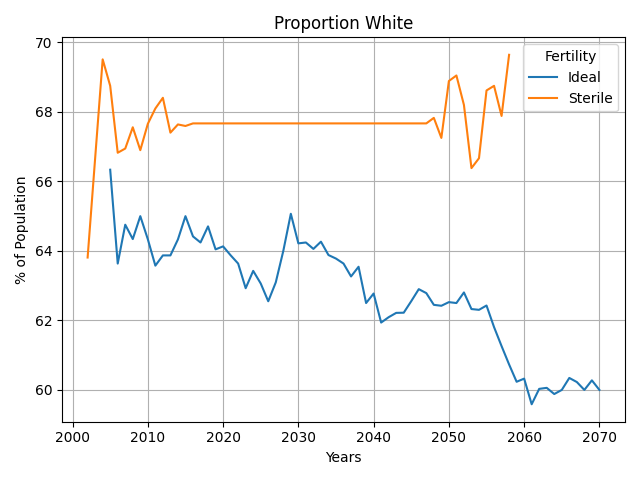 Proportion White
Fertility
Ideal
Sterile
% of Population
70
68
66
64
62
60
2000 2010 2020 2030 2040 2050 2060 2070
Years